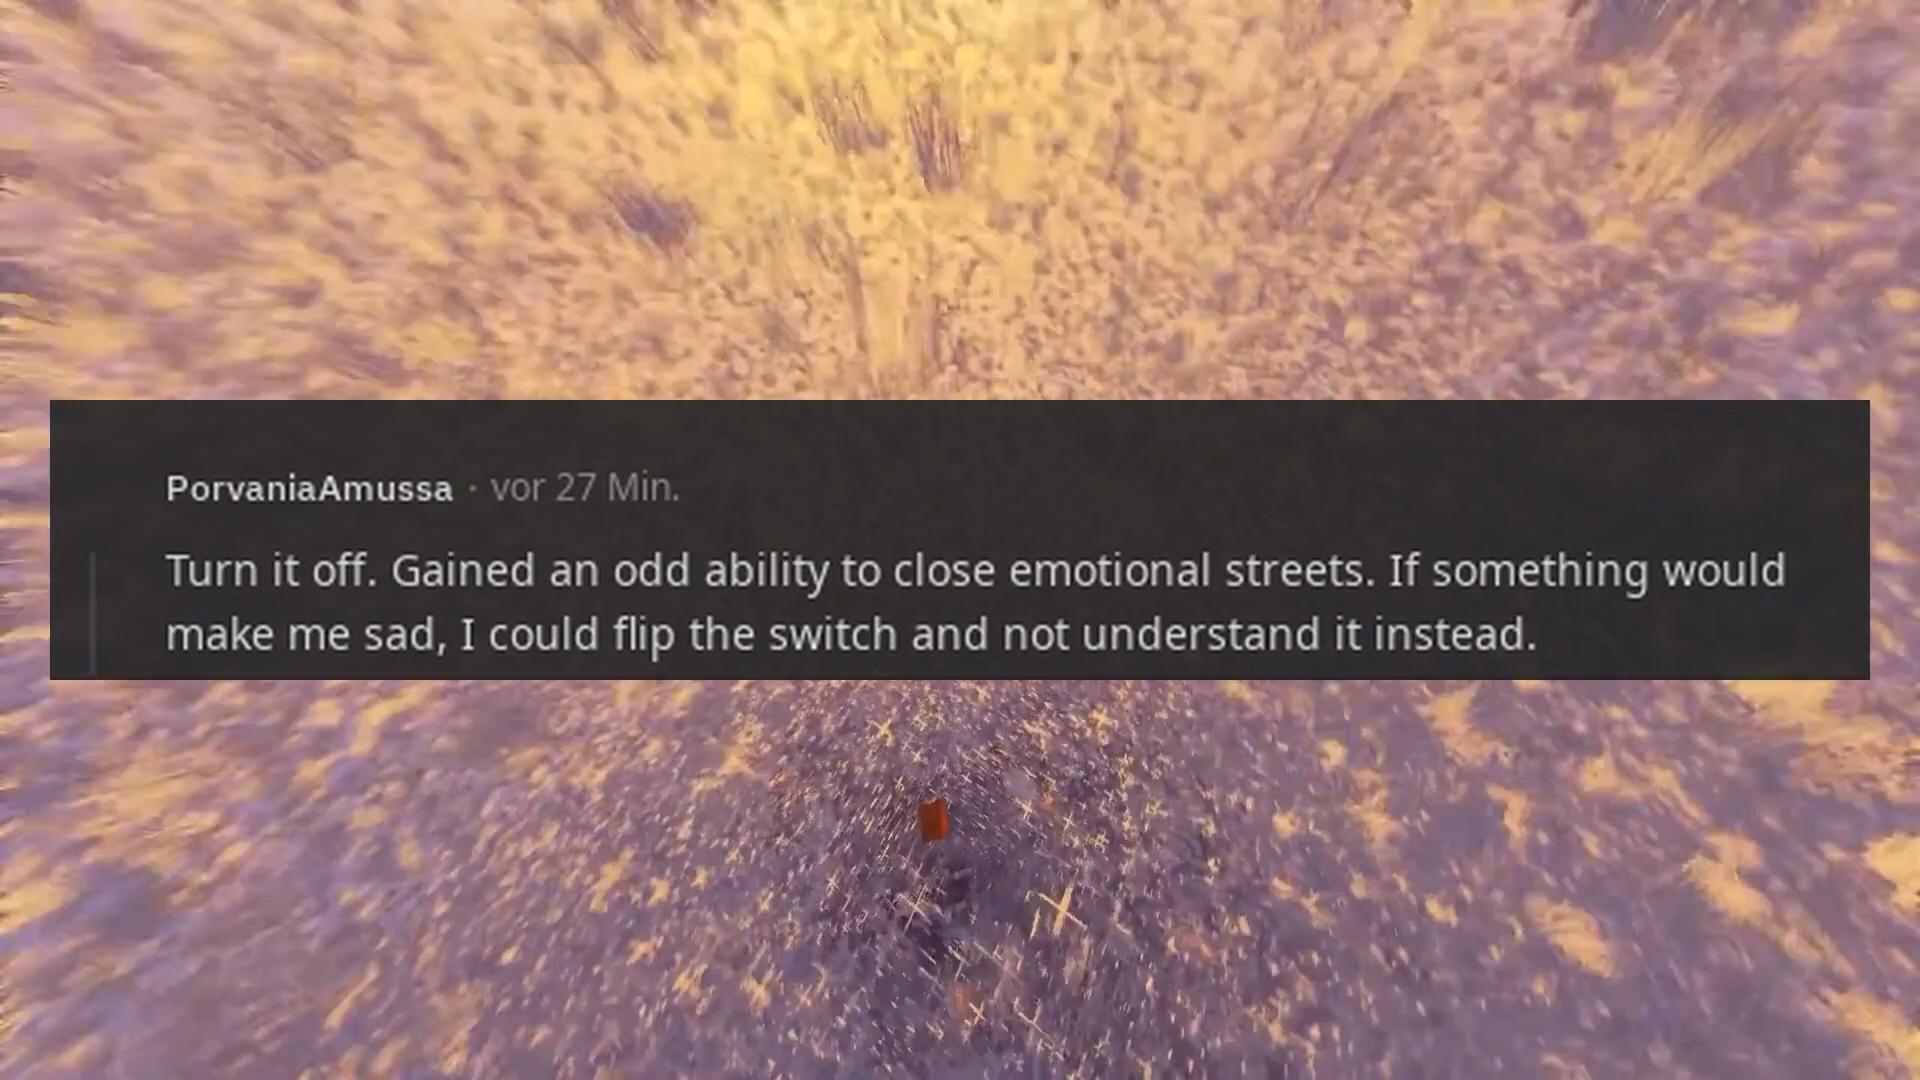 PorvaniaAmussa · vor 27 Min.
Turn it off. Gained an odd ability to close emotional streets. If something would
make me sad, I could flip the switch and not understand it instead.